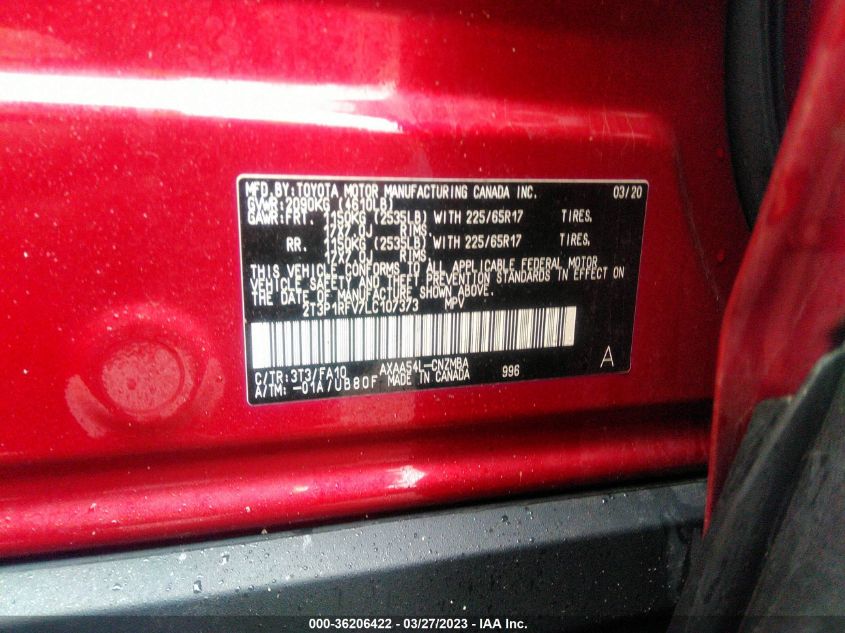 MFD. BY: TOYOTA MOTOR MANUFACTURING CANADA INC. 03/20
GVWR: 2090KG (4610LB)
GAWR: FRT. 1150KG (2535LB) WITH 225/65R17 TIRES,
17X7.0J RIMS
RR. 1150KG (2535LB) WITH 225/65R17 TIRES,
17X7.0J RIMS
THIS VEHICLE CONFORMS TO ALL APPLICABLE FEDERAL MOTOR
VEHICLE SAFETY AND THEFT PREVENTION STANDARDS IN EFFECT ON
THE DATE OF MANUFACTURE SHOWN ABOVE.
2T3P1RFV7LC107373 MPV
C/TR: 3T3/FA10 AXAA54L-CNZMBA
A/TM: -01A/UB80F MADE IN CANADA 996 A
000-36206422 — 03/27/2023 — IAA Inc.